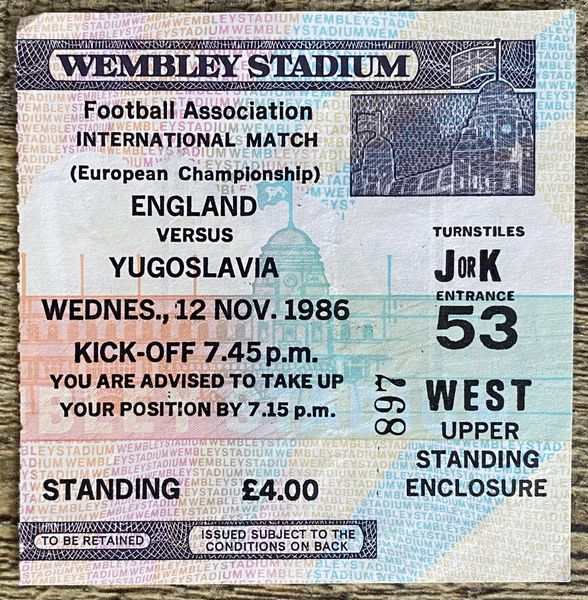 WEMBLEY STADIUM
Football Association
INTERNATIONAL MATCH
(European Championship)
ENGLAND
VERSUS
YUGOSLAVIA
WEDNES., 12 NOV. 1986
KICK-OFF 7.45 p.m.
YOU ARE ADVISED TO TAKE UP
YOUR POSITION BY 7.15 p.m.
STANDING £4.00
TO BE RETAINED
ISSUED SUBJECT TO THE
CONDITIONS ON BACK
TURNSTILES
J OR K
ENTRANCE
53
897
WEST
UPPER
STANDING
ENCLOSURE